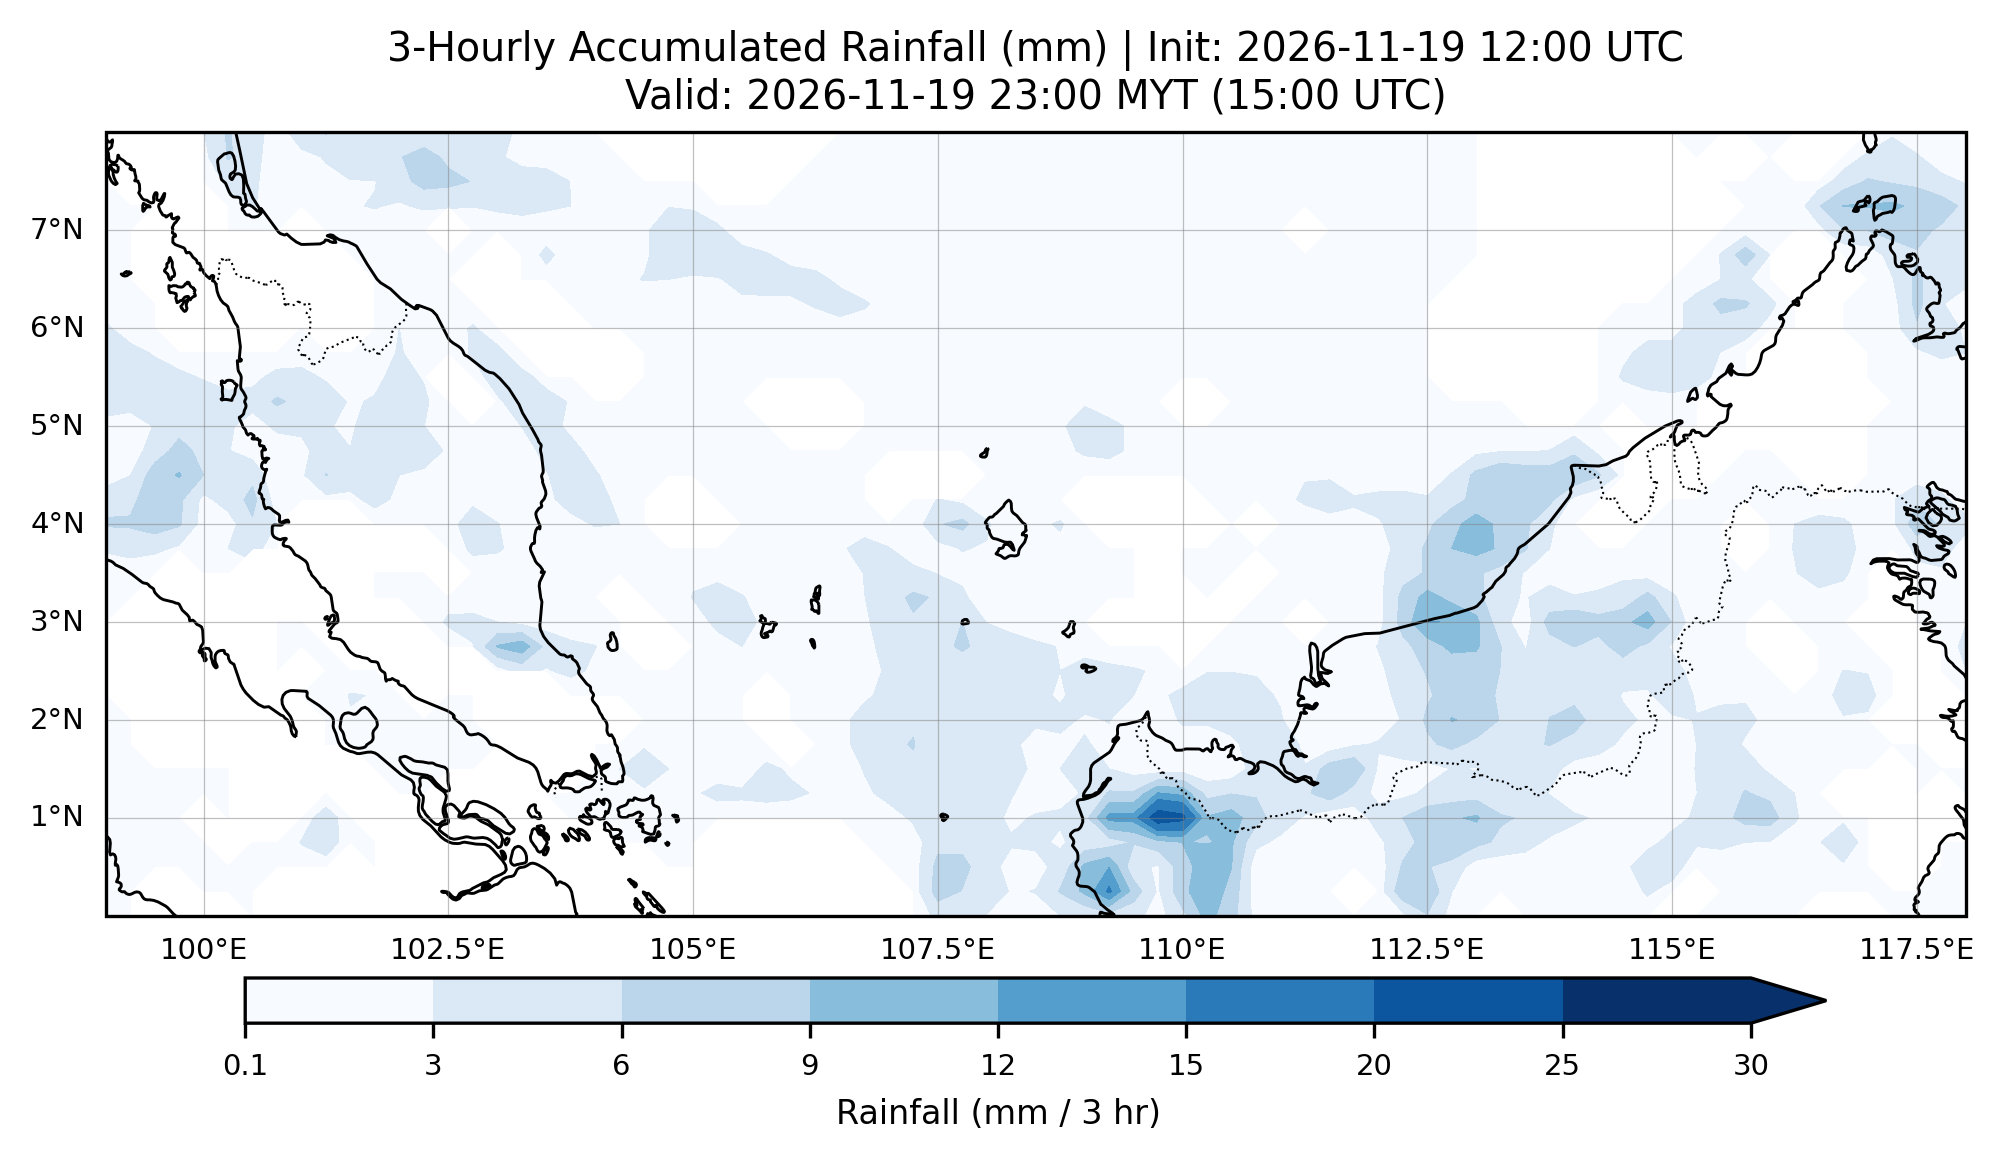 3-Hourly Accumulated Rainfall (mm) | Init: 2026-11-19 12:00 UTC
Valid: 2026-11-19 23:00 MYT (15:00 UTC)
7°N
6°N
5°N
4°N
3°N
2°N
1°N
100°E 102.5°E 105°E 107.5°E 110°E 112.5°E 115°E 117.5°E
0.1 3 6 9 12 15 20 25 30
Rainfall (mm / 3 hr)